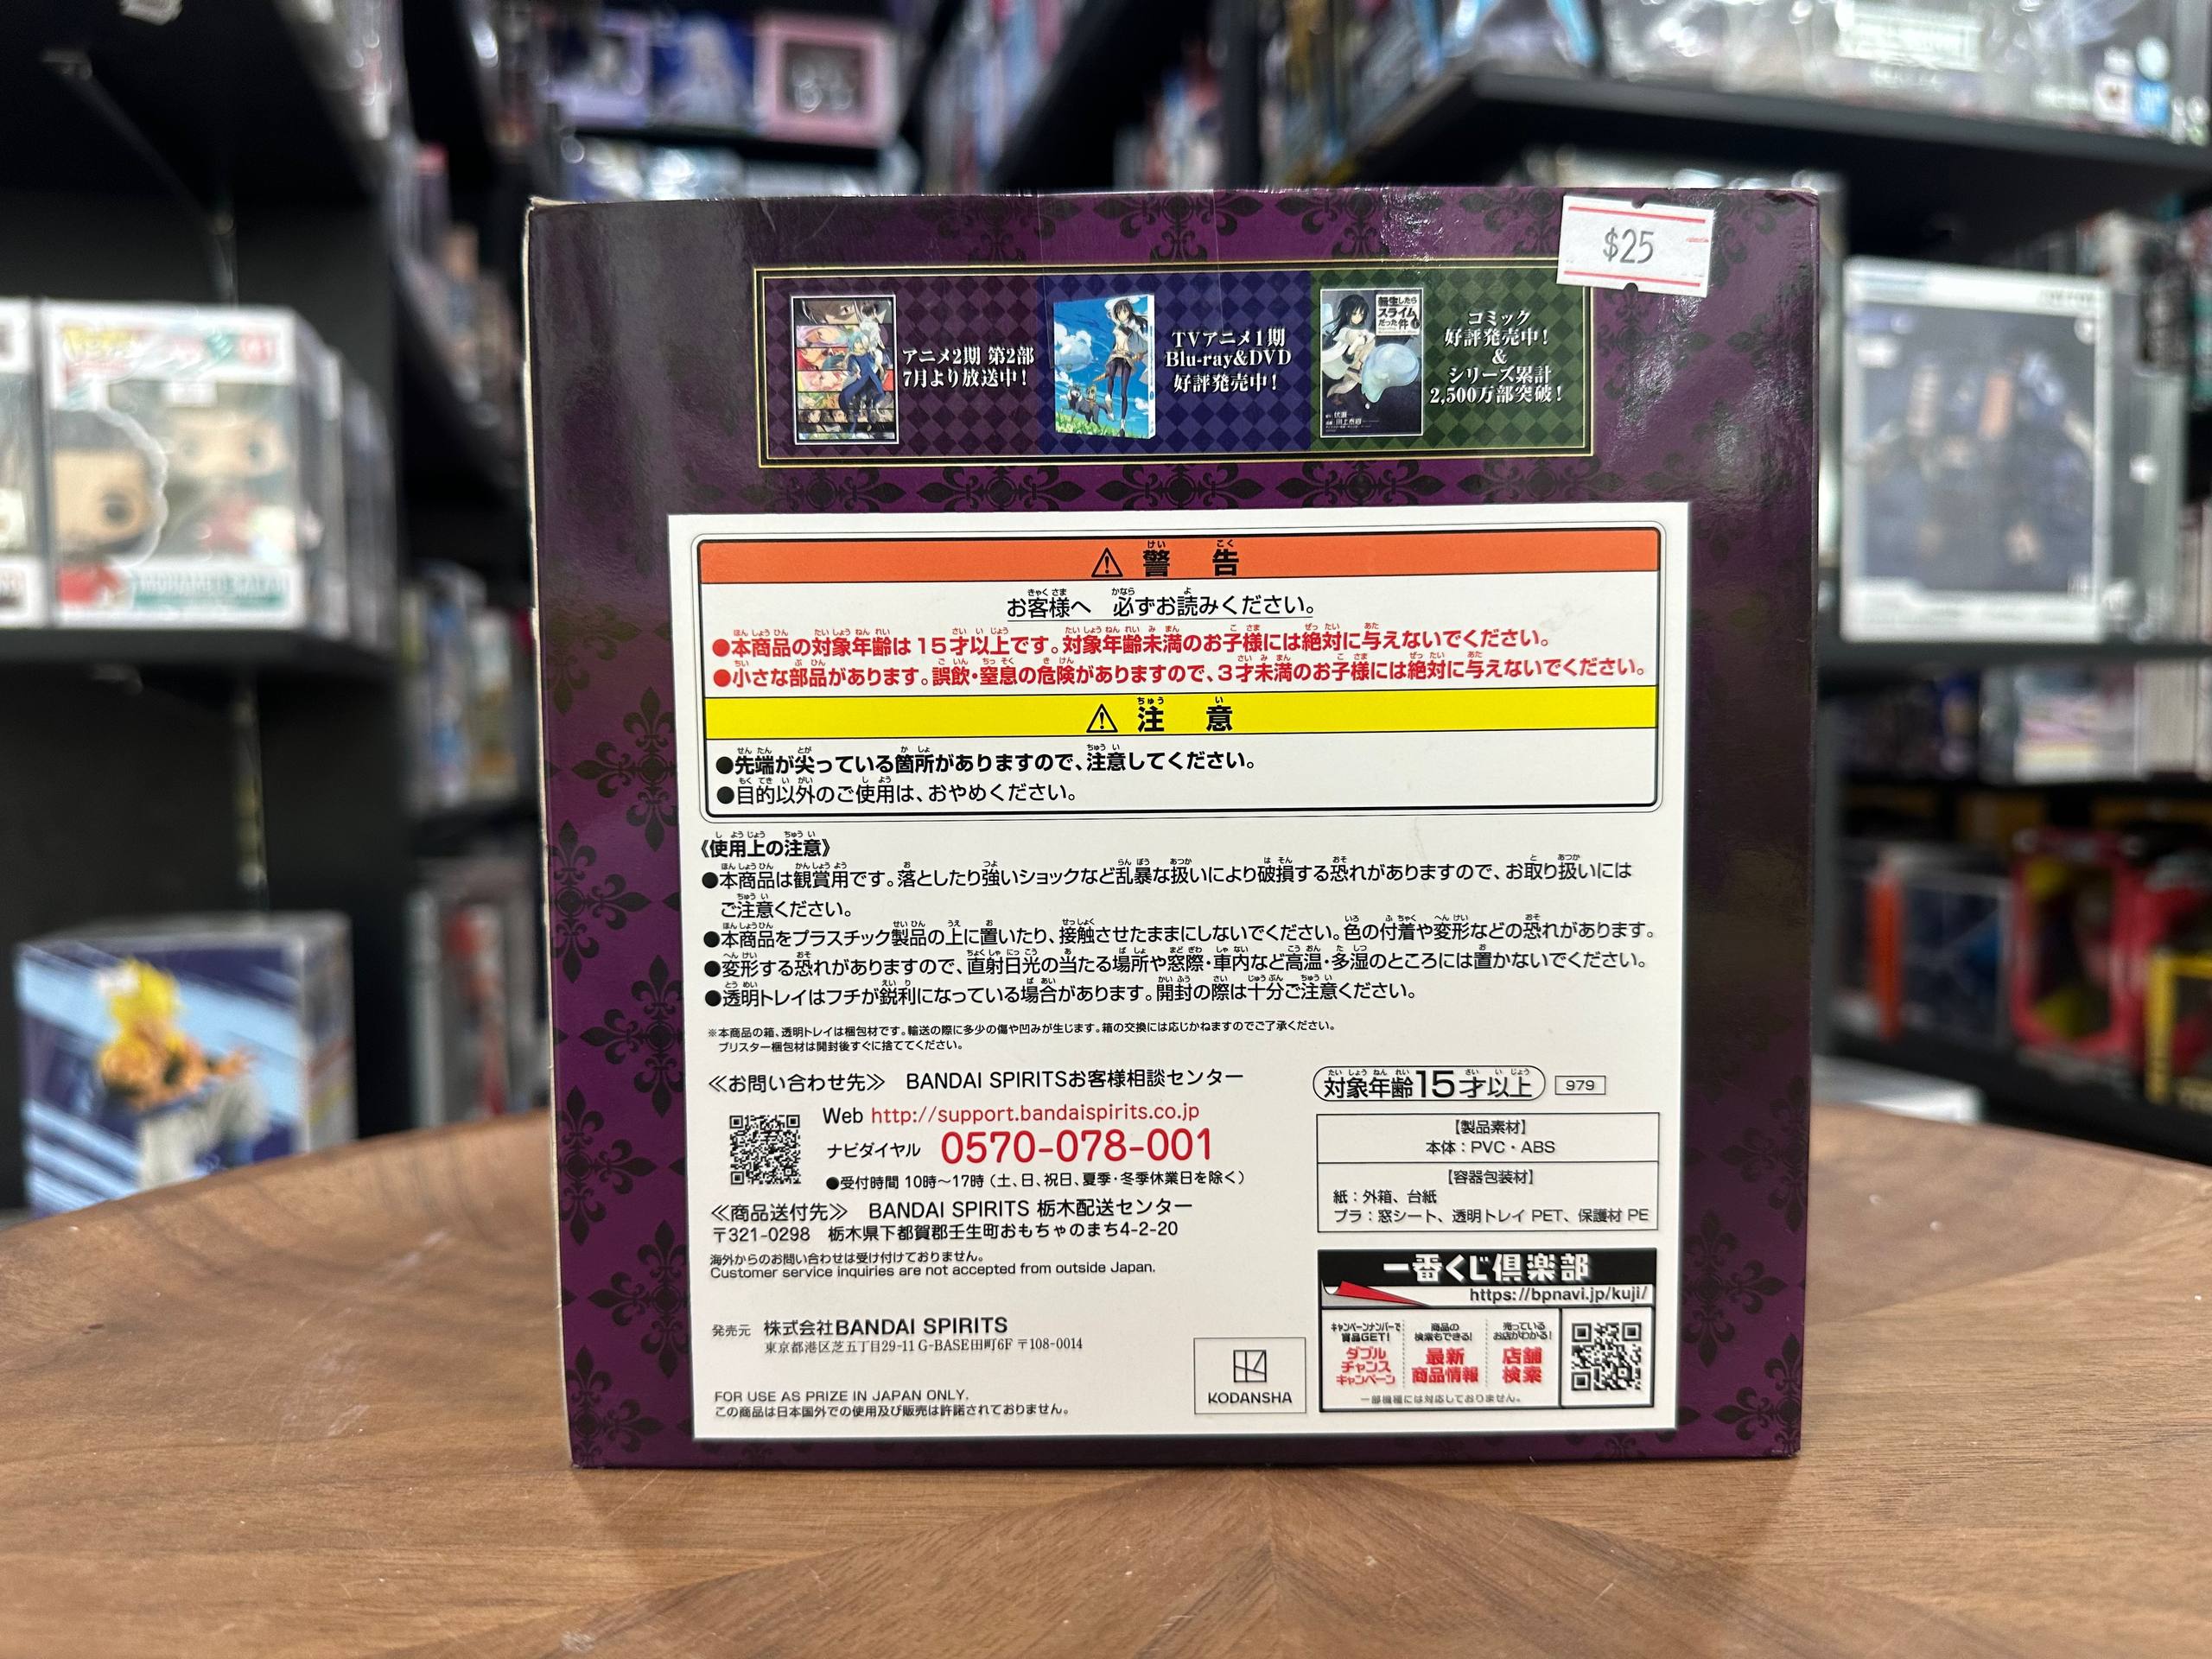 $25
アニメ2期 第2部
7月より放送中!
TVアニメ1期
Blu-ray&DVD
好評発売中!
転生したら
スライム
だった件
コミック
好評発売中!
&
シリーズ累計
2,500万部突破!
警告
お客様へ 必ずお読みください。
●本商品の対象年齢は15才以上です。対象年齢未満のお子様には絶対に与えないでください。
●小さな部品があります。誤飲・窒息の危険がありますので、3才未満のお子様には絶対に与えないでください。
注意
●先端が尖っている箇所がありますので、注意してください。
●目的以外のご使用は、おやめください。
《使用上の注意》
●本商品は観賞用です。落としたり強いショックなど乱暴な扱いにより破損する恐れがありますので、お取り扱いには
ご注意ください。
●本商品をプラスチック製品の上に置いたり、接触させたままにしないでください。色の付着や変形などの恐れがあります。
●変形する恐れがありますので、直射日光の当たる場所や窓際・車内など高温・多湿のところには置かないでください。
●透明トレイはフチが鋭利になっている場合があります。開封の際は十分ご注意ください。
※本商品の箱、透明トレイは梱包材です。輸送の際に多少の傷や凹みが生じます。箱の交換には応じかねますのでご了承ください。
ブリスター梱包材は開封後すぐに捨ててください。
≪お問い合わせ先≫ BANDAI SPIRITSお客様相談センター
Web http://support.bandaispirits.co.jp
ナビダイヤル 0570-078-001
●受付時間 10時〜17時(土、日、祝日、夏季・冬季休業日を除く)
≪商品送付先≫ BANDAI SPIRITS 栃木配送センター
〒321-0298 栃木県下都賀郡壬生町おもちゃのまち4-2-20
海外からのお問い合わせは受け付けておりません。
Customer service inquiries are not accepted from outside Japan.
発売元 株式会社BANDAI SPIRITS
東京都港区芝五丁目29-11 G-BASE田町6F 〒108-0014
FOR USE AS PRIZE IN JAPAN ONLY.
この商品は日本国外での使用及び販売は許諾されておりません。
KODANSHA
対象年齢15才以上 979
【製品素材】
本体:PVC・ABS
【容器包装材】
紙:外箱、台紙
プラ:窓シート、透明トレイ PET、保護材 PE
一番くじ倶楽部
https://bpnavi.jp/kuji/
キャンペーンナンバーで
賞品GET!
ダブル
チャンス
キャンペーン
商品の
検索もできる!
最新
商品情報
売っている
お店がわかる!
店舗
検索
一部機種には対応しておりません。